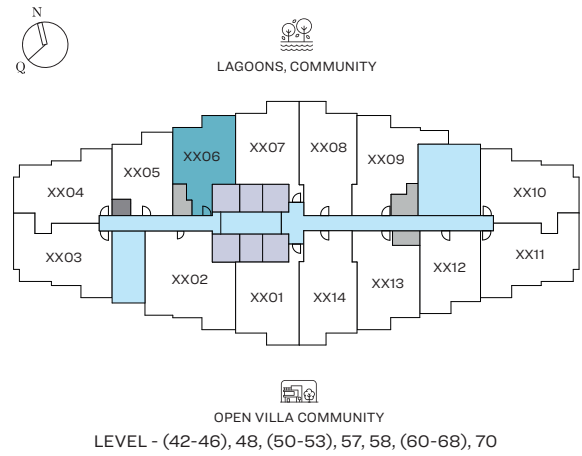 N
Q
LAGOONS, COMMUNITY
XX07 XX08
XX06 XX09
XX05
XX04 XX10
XX03 XX11
XX02 XX12
XX13
XX01 XX14
OPEN VILLA COMMUNITY
LEVEL - (42-46), 48, (50-53), 57, 58, (60-68), 70